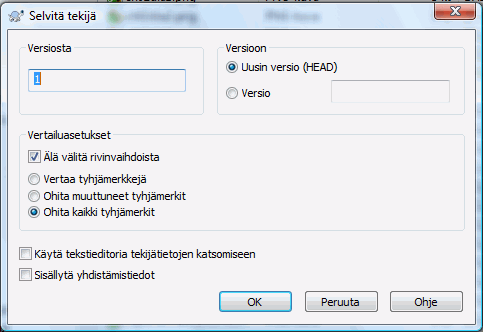 Selvitä tekijä
Versiosta
1
Versioon
Uusin versio (HEAD)
Versio
Vertailuasetukset
Älä välitä rivinvaihdoista
Vertaa tyhjämerkkejä
Ohita muuttuneet tyhjämerkit
Ohita kaikki tyhjämerkit
Käytä tekstieditoria tekijätietojen katsomiseen
Sisällytä yhdistämistiedot
OK
Peruuta
Ohje